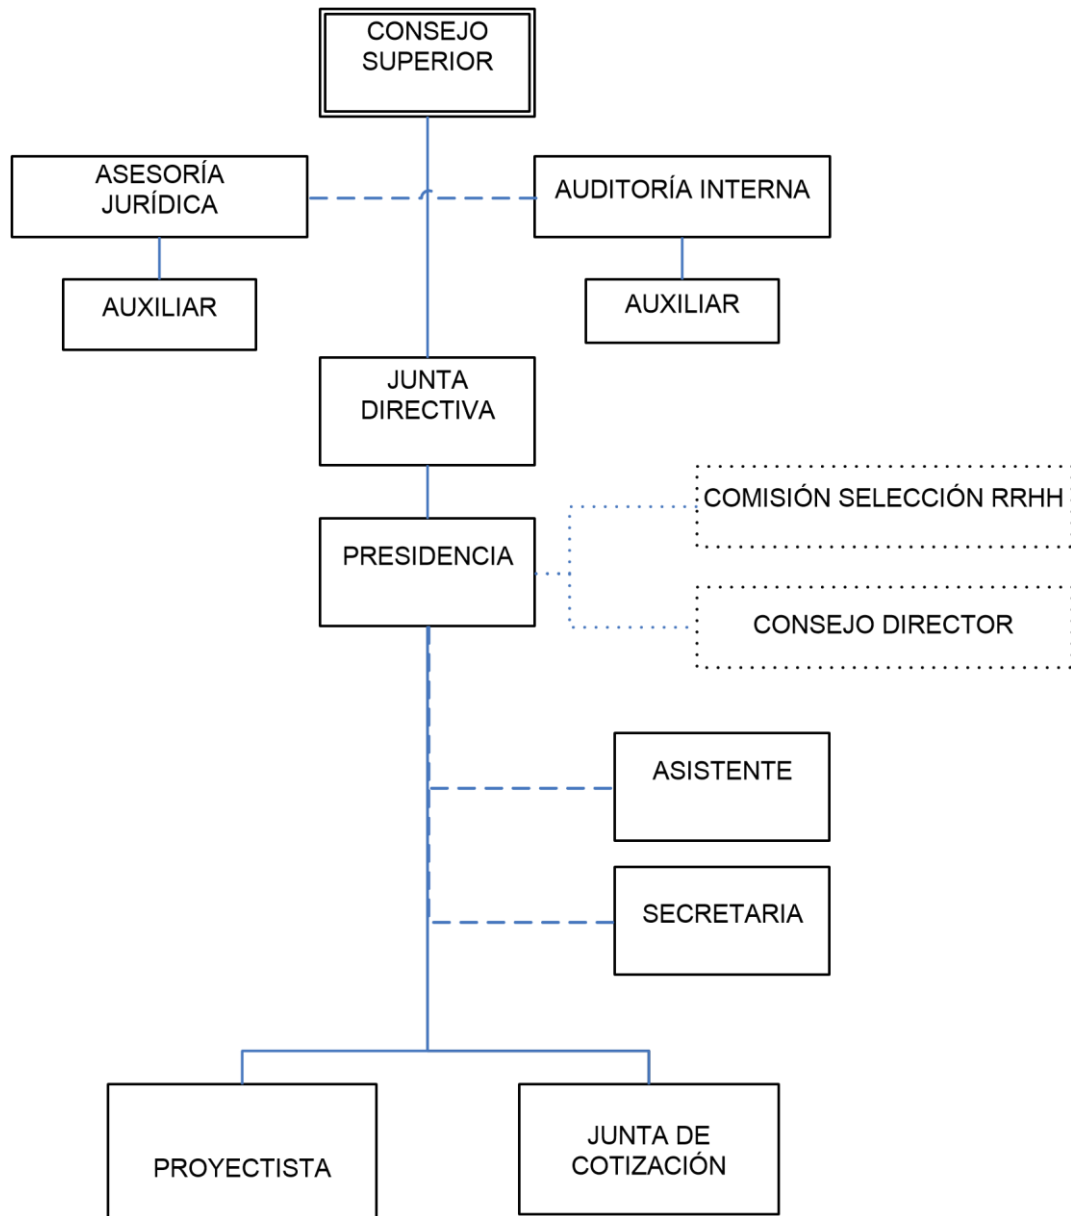 CONSEJO
SUPERIOR
ASESORÍA
JURÍDICA
AUDITORÍA INTERNA
AUXILIAR
AUXILIAR
JUNTA
DIRECTIVA
COMISIÓN SELECCIÓN RRHH
PRESIDENCIA
CONSEJO DIRECTOR
ASISTENTE
SECRETARIA
PROYECTISTA
JUNTA DE
COTIZACIÓN